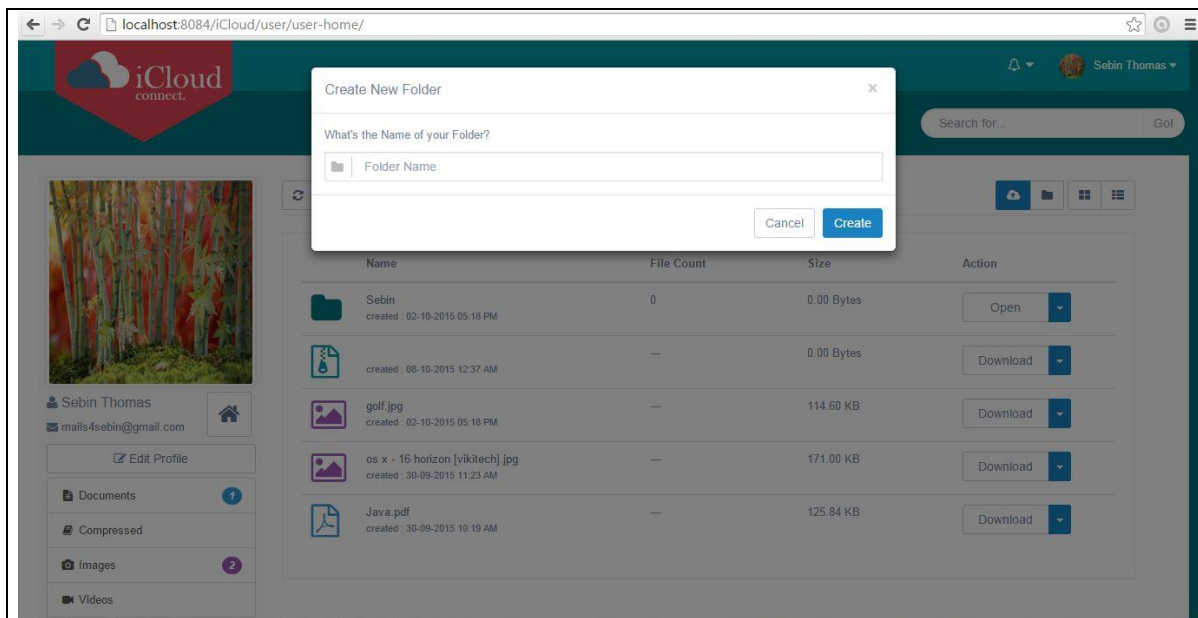 localhost:8084/iCloud/user/user-home/
iCloud
connect.
Sebin Thomas
Search for...
Go!
Create New Folder
×
What's the Name of your Folder?
Folder Name
Cancel
Create
Name File Count Size Action
Sebin 0 0.00 Bytes Open
created : 02-10-2015 05:18 PM
--- 0.00 Bytes Download
created : 08-10-2015 12:37 AM
golf.jpg --- 114.60 KB Download
created : 02-10-2015 05:18 PM
os x - 16 horizon [vikitech].jpg --- 171.00 KB Download
created : 30-09-2015 11:23 AM
Java.pdf --- 125.84 KB Download
created : 30-09-2015 10:19 AM
Sebin Thomas
mails4sebin@gmail.com
Edit Profile
Documents 1
Compressed
Images 2
Videos